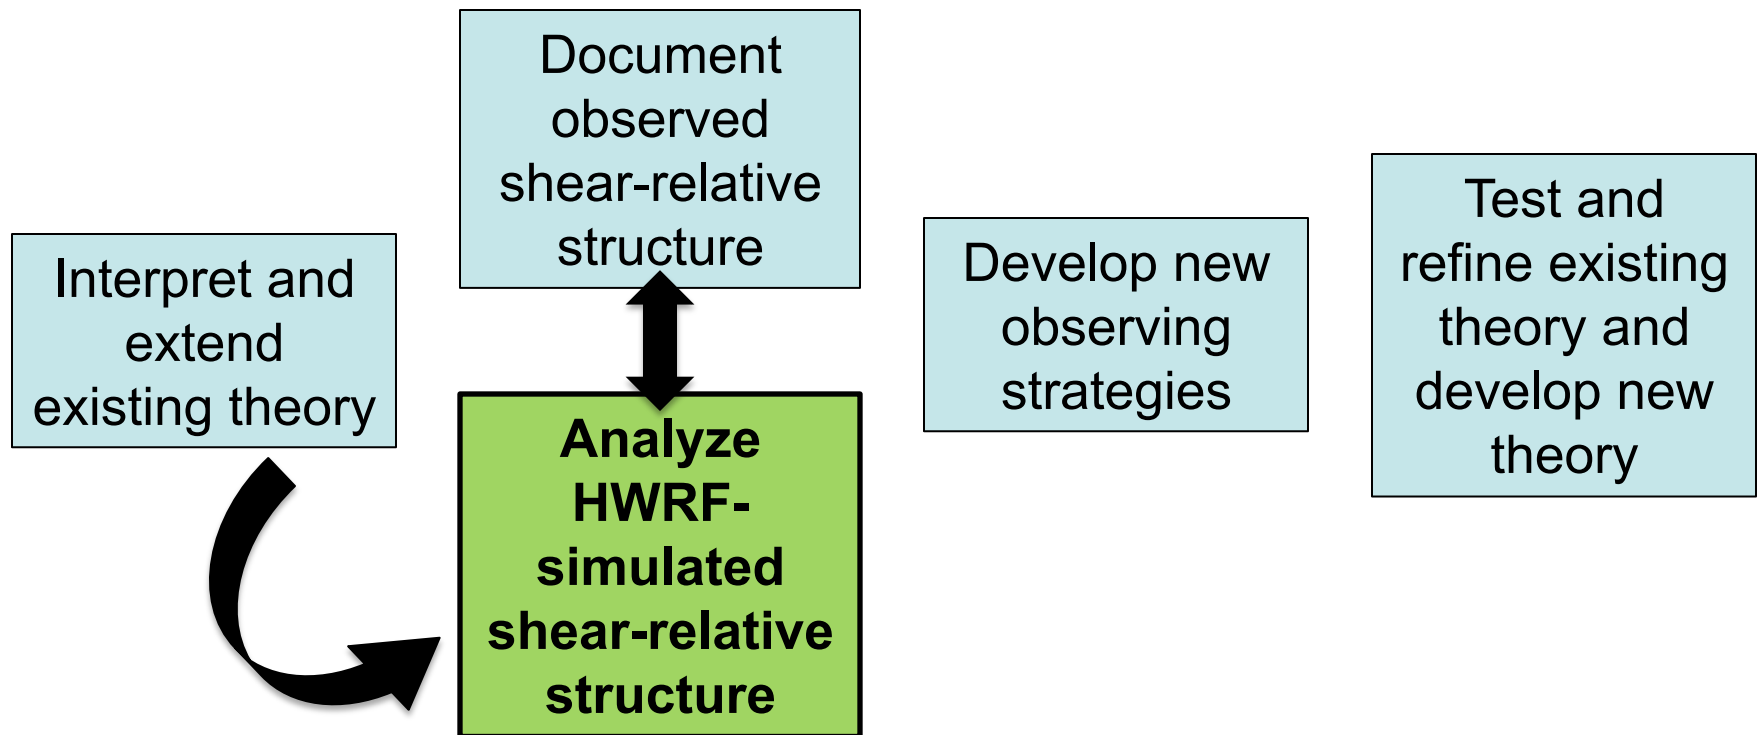 Interpret and
extend
existing theory
Document
observed
shear-relative
structure
Analyze
HWRF-
simulated
shear-relative
structure
Develop new
observing
strategies
Test and
refine existing
theory and
develop new
theory